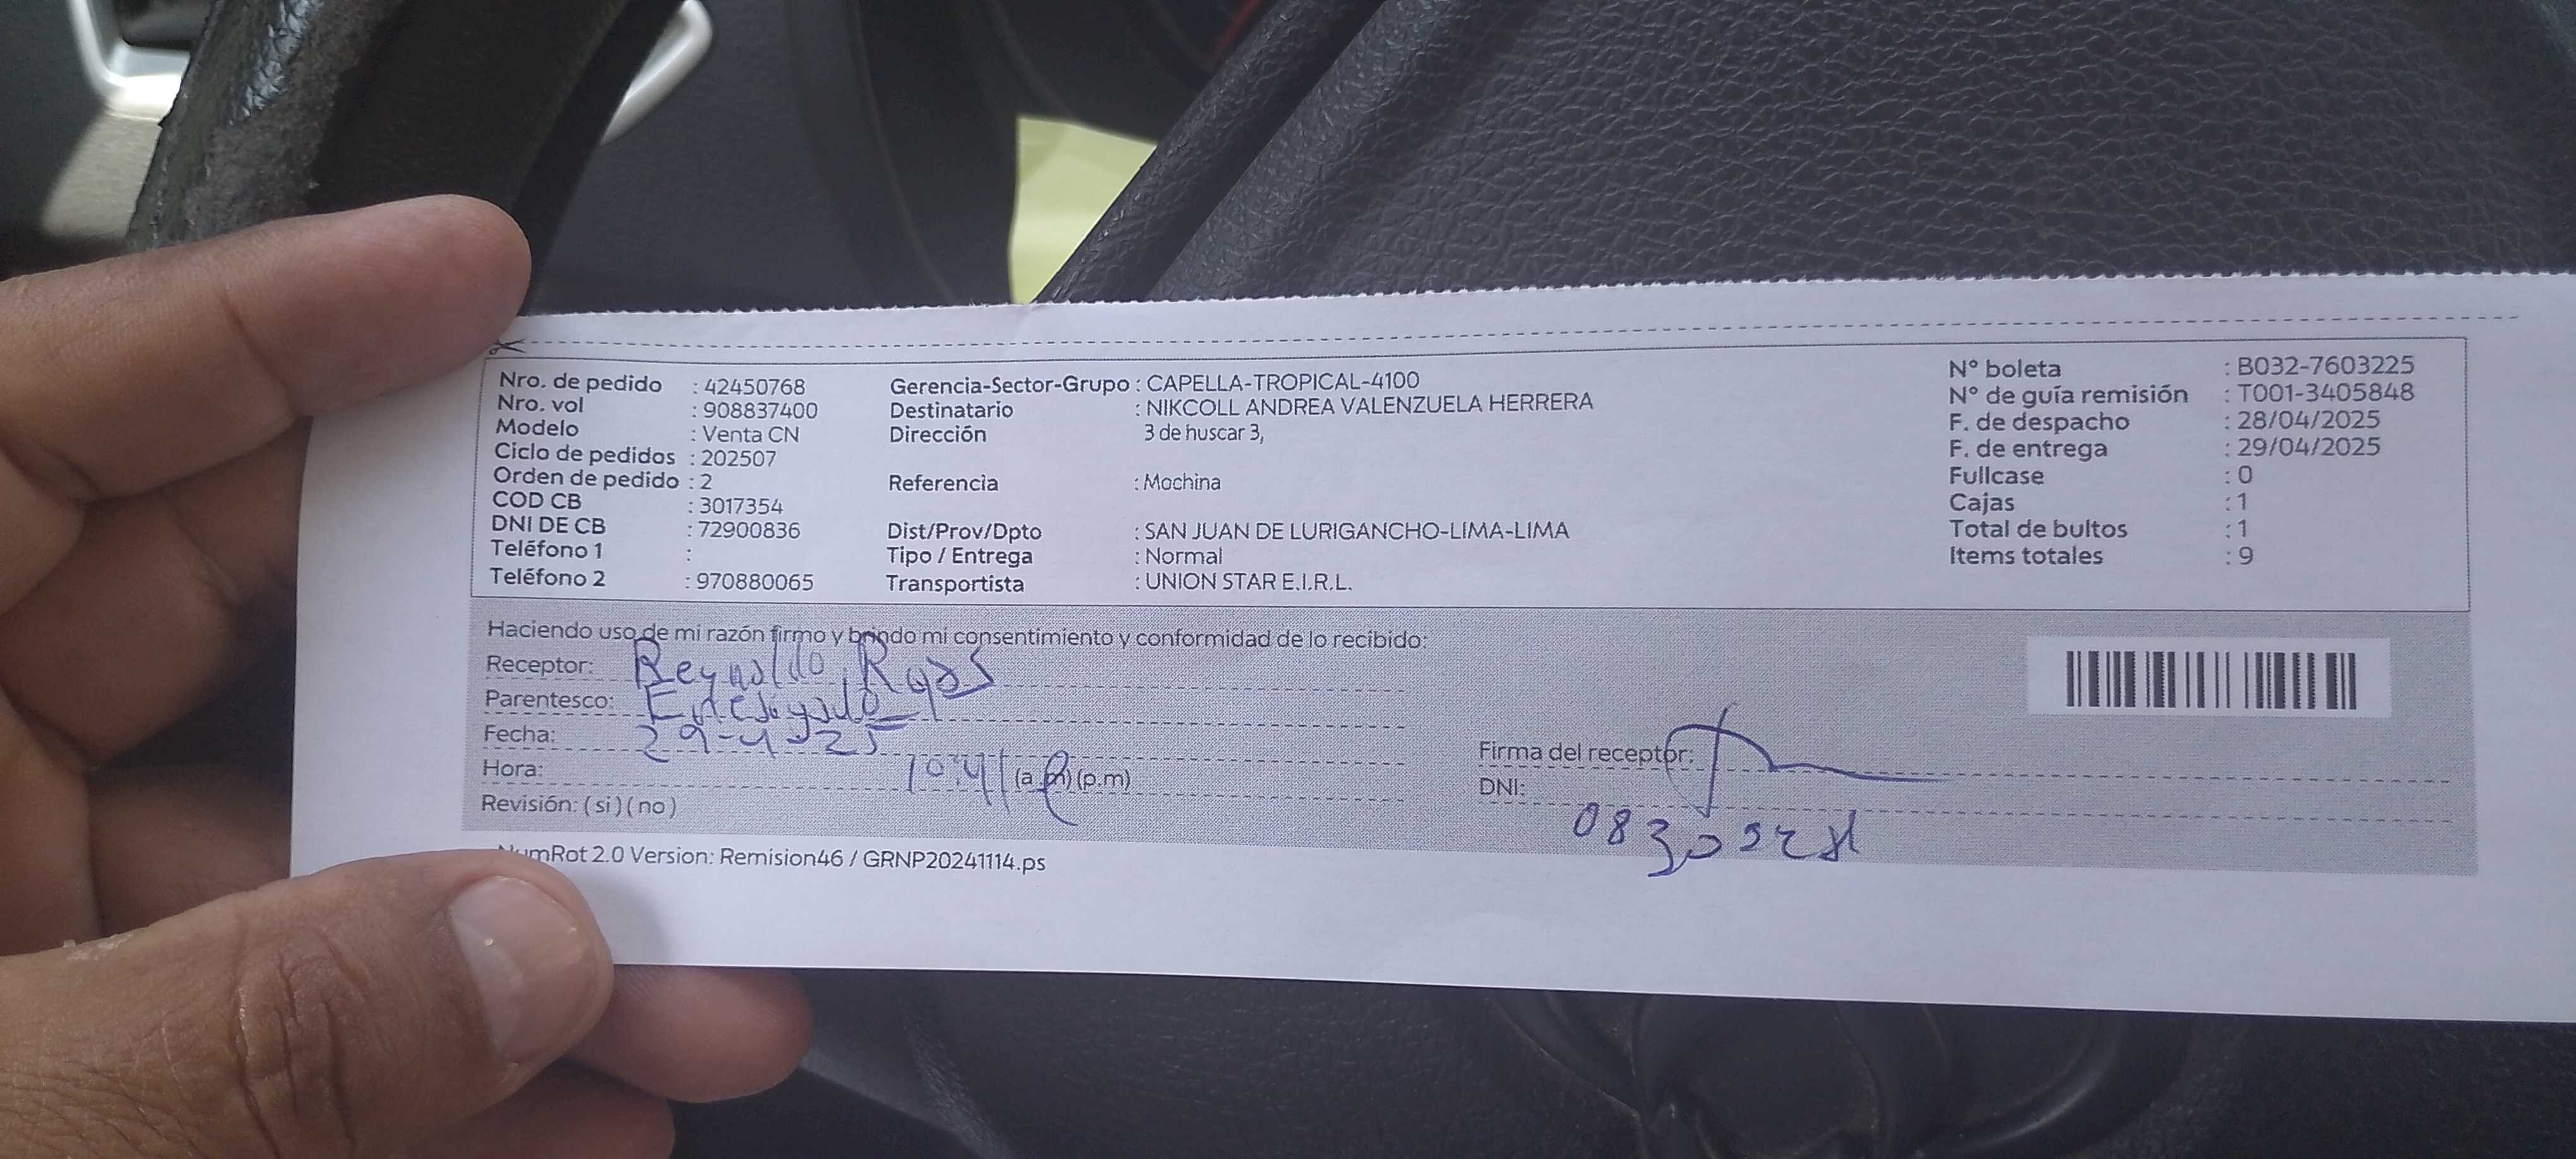 Nro. de pedido : 42450768
Nro. vol : 908837400
Modelo : Venta CN
Ciclo de pedidos : 202507
Orden de pedido : 2
COD CB : 3017354
DNI DE CB : 72900836
Teléfono 1 :
Teléfono 2 : 970880065
Gerencia-Sector-Grupo : CAPELLA-TROPICAL-4100
Destinatario : NIKCOLL ANDREA VALENZUELA HERRERA
Dirección 3 de huscar 3,
Referencia : Mochina
Dist/Prov/Dpto : SAN JUAN DE LURIGANCHO-LIMA-LIMA
Tipo / Entrega : Normal
Transportista : UNION STAR E.I.R.L.
N° boleta : B032-7603225
N° de guía remisión : T001-3405848
F. de despacho : 28/04/2025
F. de entrega : 29/04/2025
Fullcase : 0
Cajas : 1
Total de bultos : 1
Items totales : 9
Haciendo uso de mi razón firmo y brindo mi consentimiento y conformidad de lo recibido:
Receptor: Reynaldo Rojas
Parentesco:
Fecha: 29-4-25
Hora: 10:41 (a.m) (p.m)
Revisión: ( si ) ( no )
Firma del receptor:
DNI:
NumRot 2.0 Version: Remision46 / GRNP20241114.ps